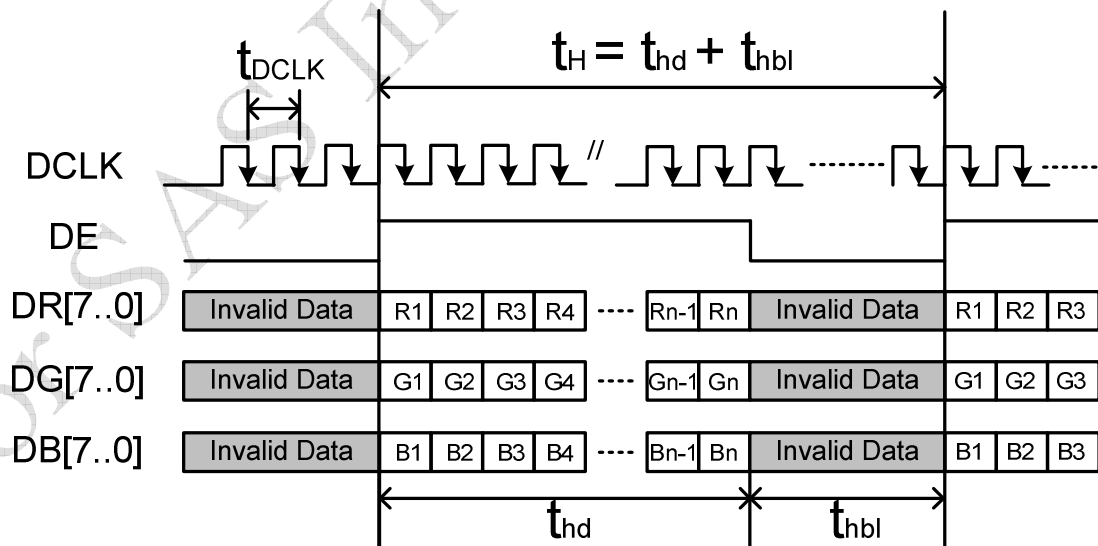 or SAS In
tDCLK
tH = thd + thbl
DCLK
//
DE
DR[7..0] Invalid Data R1 R2 R3 R4 Rn-1 Rn Invalid Data R1 R2 R3
DG[7..0] Invalid Data G1 G2 G3 G4 Gn-1 Gn Invalid Data G1 G2 G3
DB[7..0] Invalid Data B1 B2 B3 B4 Bn-1 Bn Invalid Data B1 B2 B3
thd thbl